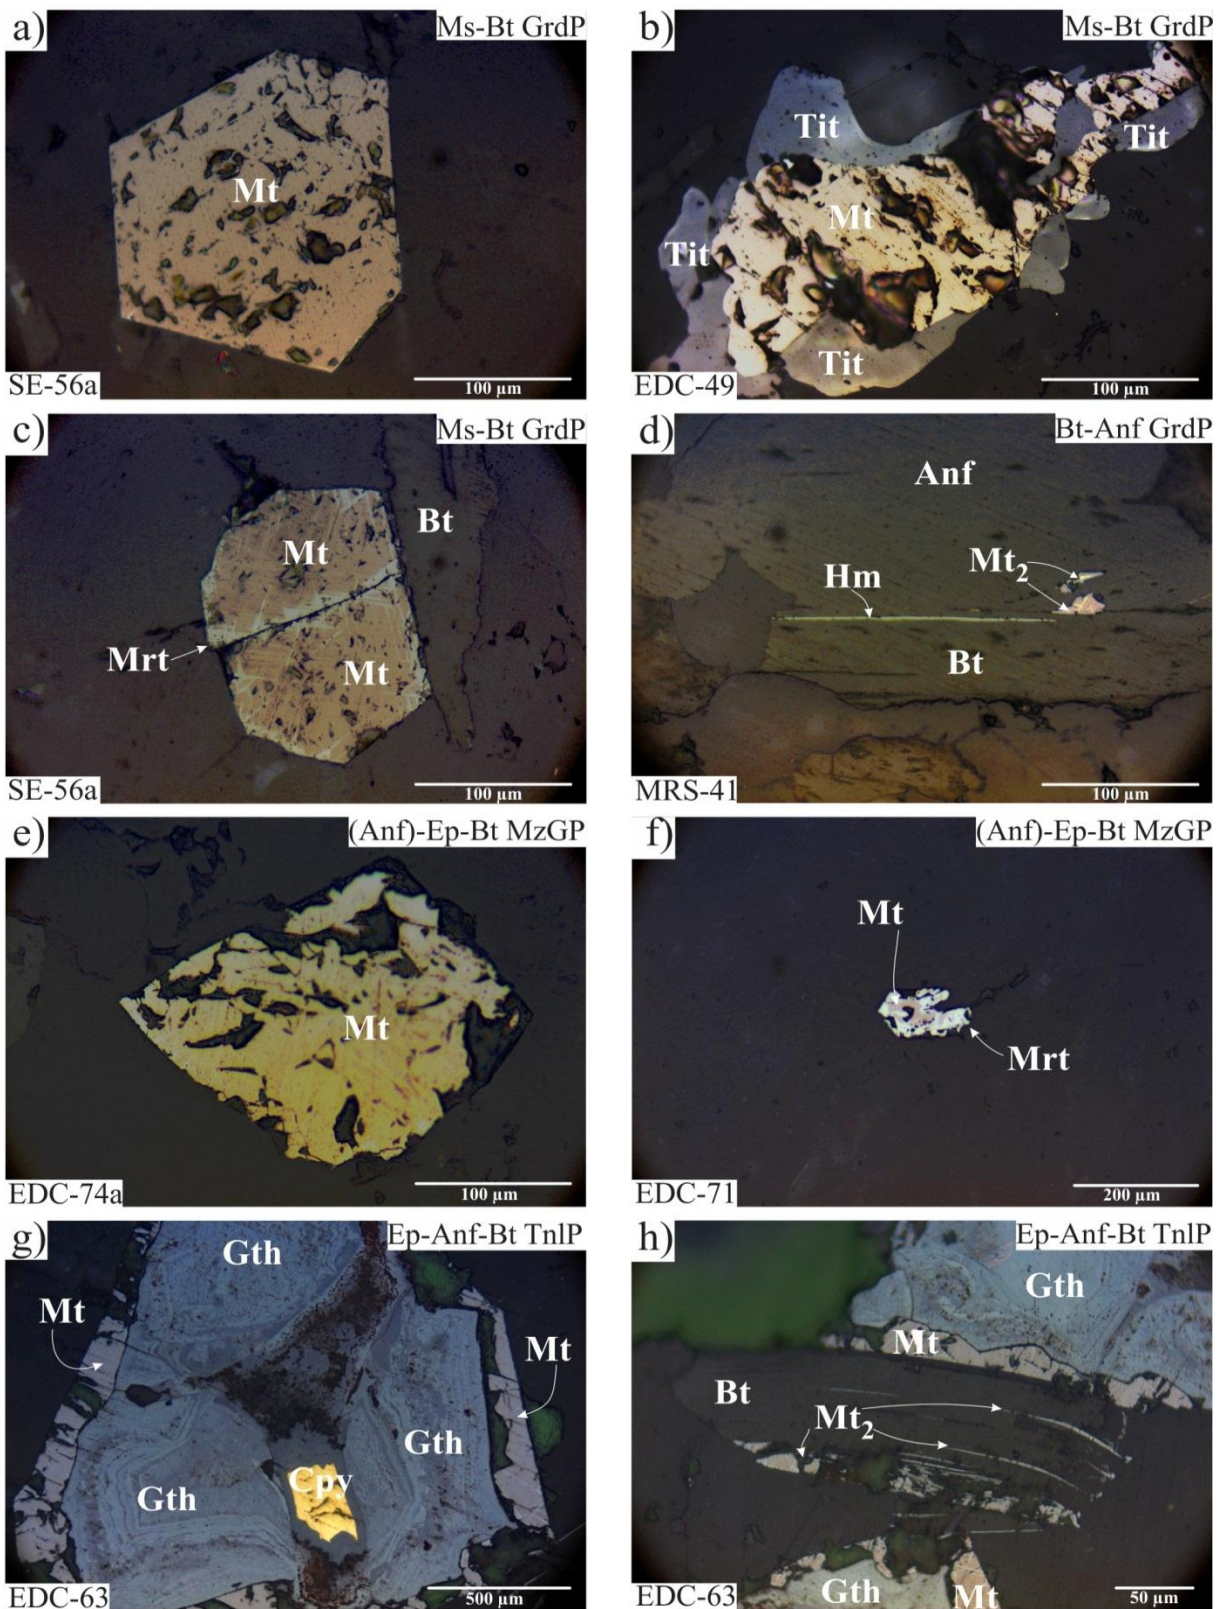 a)
Ms-Bt GrdP
Mt
SE-56a
100 µm
b)
Ms-Bt GrdP
Tit
Tit
Mt
Tit
Tit
EDC-49
100 µm
c)
Ms-Bt GrdP
Bt
Mt
Mrt
Mt
SE-56a
100 µm
d)
Bt-Anf GrdP
Anf
Mt2
Hm
Bt
MRS-41
100 µm
e)
(Anf)-Ep-Bt MzGP
Mt
EDC-74a
100 µm
f)
(Anf)-Ep-Bt MzGP
Mt
Mrt
EDC-71
200 µm
g)
Ep-Anf-Bt TnlP
Gth
Mt
Mt
Gth
Cpy
Gth
EDC-63
500 µm
h)
Ep-Anf-Bt TnlP
Gth
Mt
Bt
Mt2
Gth
Mt
EDC-63
50 µm